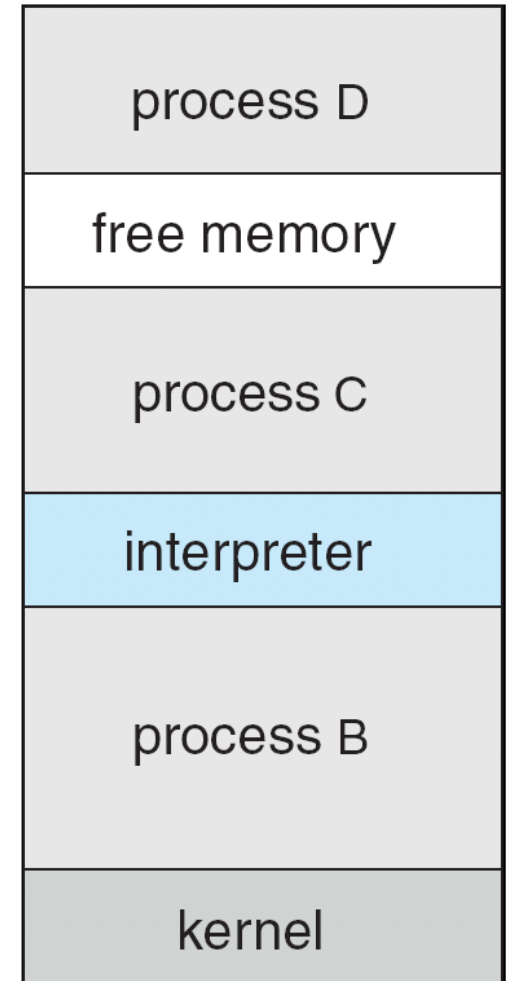 process D
free memory
process C
interpreter
process B
kernel